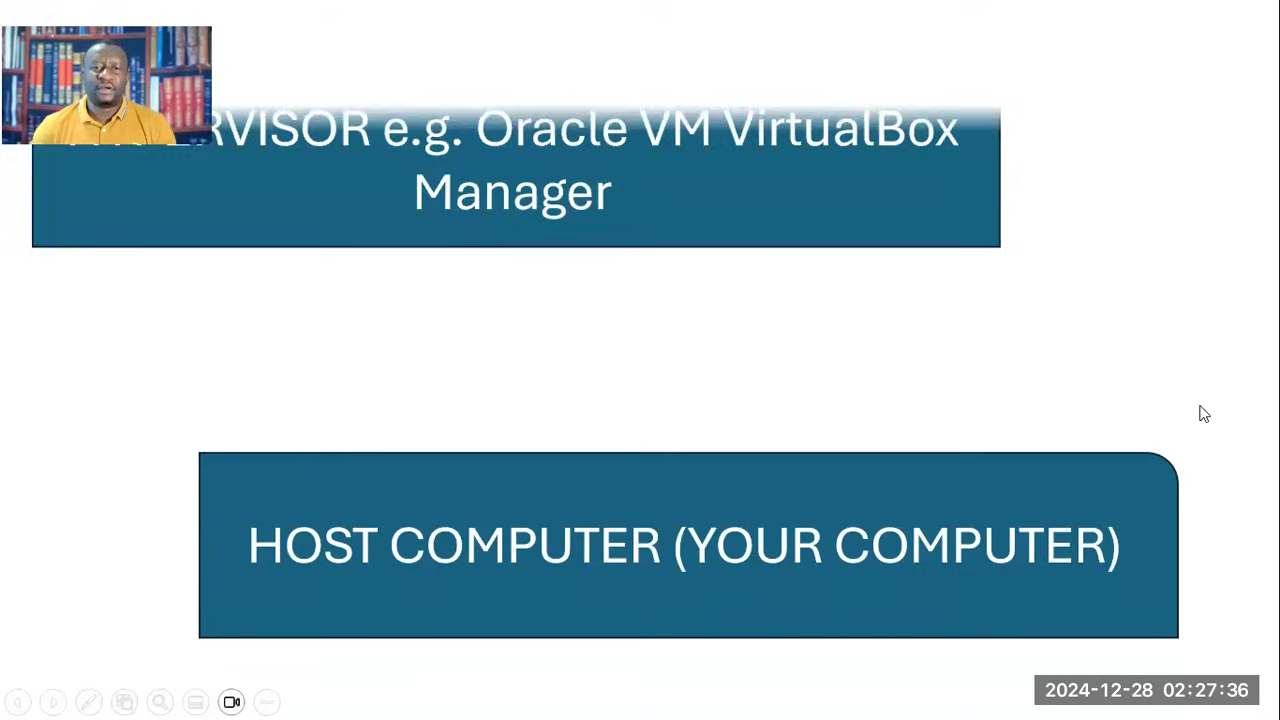 RVISOR e.g. Oracle VM VirtualBox
Manager
HOST COMPUTER (YOUR COMPUTER)
2024-12-28 02:27:36